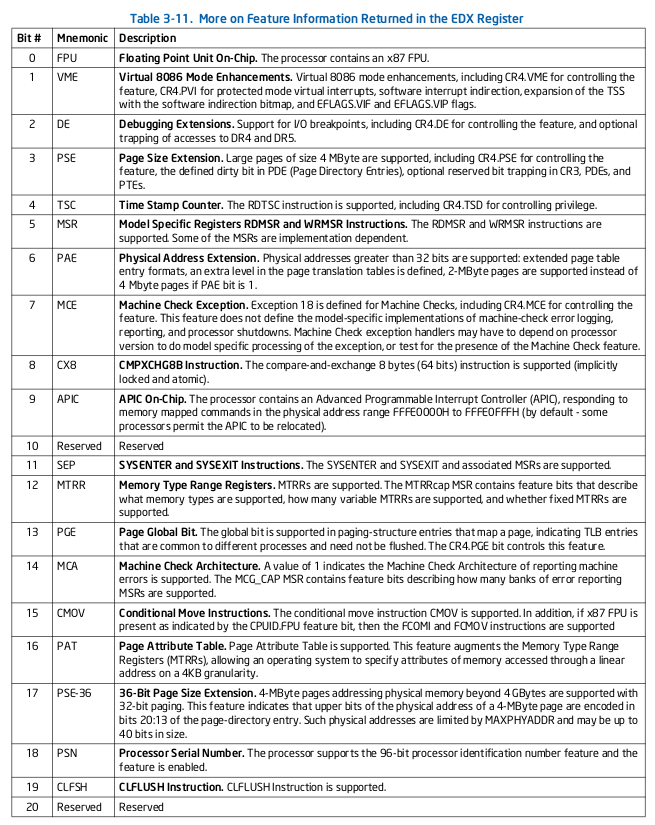 Table 3-11. More on Feature Information Returned in the EDX Register
Bit # Mnemonic Description
0 FPU Floating Point Unit On-Chip. The processor contains an x87 FPU.
1 VME Virtual 8086 Mode Enhancements. Virtual 8086 mode enhancements, including CR4.VME for controlling the
feature, CR4.PVI for protected mode virtual interrupts, software interrupt indirection, expansion of the TSS
with the software indirection bitmap, and EFLAGS.VIF and EFLAGS.VIP flags.
2 DE Debugging Extensions. Support for I/O breakpoints, including CR4.DE for controlling the feature, and optional
trapping of accesses to DR4 and DR5.
3 PSE Page Size Extension. Large pages of size 4 MByte are supported, including CR4.PSE for controlling the
feature, the defined dirty bit in PDE (Page Directory Entries), optional reserved bit trapping in CR3, PDEs, and
PTEs.
4 TSC Time Stamp Counter. The RDTSC instruction is supported, including CR4.TSD for controlling privilege.
5 MSR Model Specific Registers RDMSR and WRMSR Instructions. The RDMSR and WRMSR instructions are
supported. Some of the MSRs are implementation dependent.
6 PAE Physical Address Extension. Physical addresses greater than 32 bits are supported: extended page table
entry formats, an extra level in the page translation tables is defined, 2-MByte pages are supported instead of
4 Mbyte pages if PAE bit is 1.
7 MCE Machine Check Exception. Exception 18 is defined for Machine Checks, including CR4.MCE for controlling the
feature. This feature does not define the model-specific implementations of machine-check error logging,
reporting, and processor shutdowns. Machine Check exception handlers may have to depend on processor
version to do model specific processing of the exception, or test for the presence of the Machine Check feature.
8 CX8 CMPXCHG8B Instruction. The compare-and-exchange 8 bytes (64 bits) instruction is supported (implicitly
locked and atomic).
9 APIC APIC On-Chip. The processor contains an Advanced Programmable Interrupt Controller (APIC), responding to
memory mapped commands in the physical address range FFFE0000H to FFFE0FFFH (by default - some
processors permit the APIC to be relocated).
10 Reserved Reserved
11 SEP SYSENTER and SYSEXIT Instructions. The SYSENTER and SYSEXIT and associated MSRs are supported.
12 MTRR Memory Type Range Registers. MTRRs are supported. The MTRRcap MSR contains feature bits that describe
what memory types are supported, how many variable MTRRs are supported, and whether fixed MTRRs are
supported.
13 PGE Page Global Bit. The global bit is supported in paging-structure entries that map a page, indicating TLB entries
that are common to different processes and need not be flushed. The CR4.PGE bit controls this feature.
14 MCA Machine Check Architecture. A value of 1 indicates the Machine Check Architecture of reporting machine
errors is supported. The MCG_CAP MSR contains feature bits describing how many banks of error reporting
MSRs are supported.
15 CMOV Conditional Move Instructions. The conditional move instruction CMOV is supported. In addition, if x87 FPU is
present as indicated by the CPUID.FPU feature bit, then the FCOMI and FCMOV instructions are supported
16 PAT Page Attribute Table. Page Attribute Table is supported. This feature augments the Memory Type Range
Registers (MTRRs), allowing an operating system to specify attributes of memory accessed through a linear
address on a 4KB granularity.
17 PSE-36 36-Bit Page Size Extension. 4-MByte pages addressing physical memory beyond 4 GBytes are supported with
32-bit paging. This feature indicates that upper bits of the physical address of a 4-MByte page are encoded in
bits 20:13 of the page-directory entry. Such physical addresses are limited by MAXPHYADDR and may be up to
40 bits in size.
18 PSN Processor Serial Number. The processor supports the 96-bit processor identification number feature and the
feature is enabled.
19 CLFSH CLFLUSH Instruction. CLFLUSH Instruction is supported.
20 Reserved Reserved